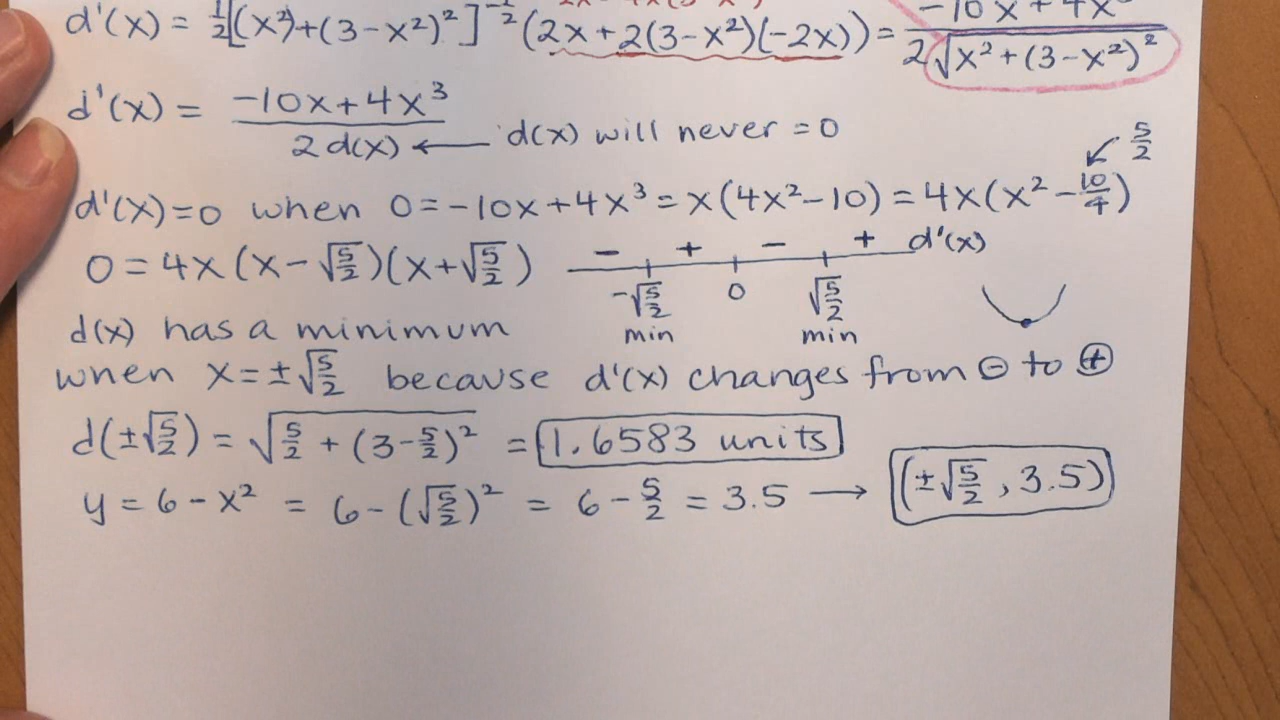 d'(x) = 1/2[(x²)+(3-x²)²]^(-1/2) (2x+2(3-x²)(-2x)) = (-10x+4x³)/(2√(x²+(3-x²)²))
d'(x) = (-10x+4x³)/(2d(x)) ← d(x) will never = 0
5/2
d'(x)=0 when 0=-10x+4x³ = x(4x²-10) = 4x(x²-10/4)
0 = 4x(x-√(5/2))(x+√(5/2)) - + - + d'(x)
-√(5/2) 0 √(5/2)
d(x) has a minimum min min
when x=±√(5/2) because d'(x) changes from ⊖ to ⊕
d(±√(5/2)) = √(5/2 + (3-5/2)²) = 1.6583 units
y = 6-x² = 6-(√(5/2))² = 6-5/2 = 3.5 → (±√(5/2), 3.5)